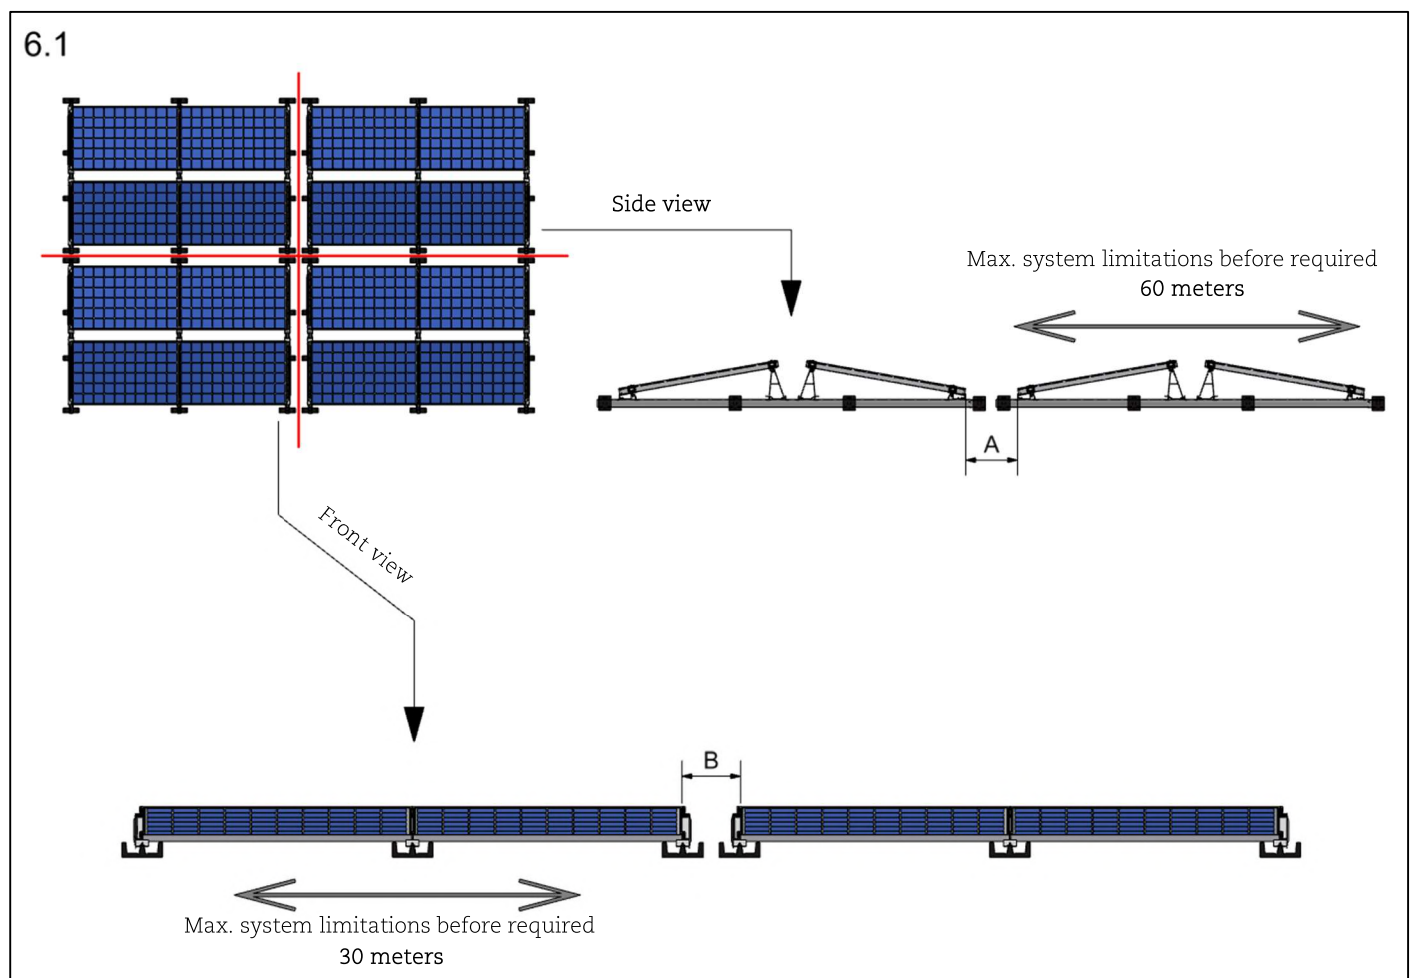 6.1
Side view
Max. system limitations before required
60 meters
A
Front view
B
Max. system limitations before required
30 meters